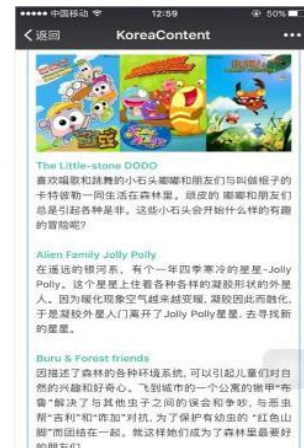 中国移动 12:59 50%
返回 KoreaContent
The Little-stone DODO
喜欢唱歌和跳舞的小石头嘟嘟和朋友们与叫做棍子的
卡特彼勒一同生活在森林里。顽皮的 嘟嘟和朋友们
总是引起各种是非。这些小石头会开始什么样的有趣
的冒险呢?
Alien Family Jolly Polly
在遥远的银河系, 有个一年四季寒冷的星星-Jolly
Polly。这个星星上住着各种各样的凝胶形状的外星
人。因为暖化现象空气越来越变暖, 凝胶因此而融化,
于是凝胶外星人门离开了Jolly Polly星星, 去寻找新
的星星。
Buru & Forest friends
因描述了森林的各种环境系统, 可以引起儿童们对自
然的兴趣和好奇心。飞到城市的一个公寓的锹甲"布
鲁"解决了与其他虫子之间的误会和争吵, 与恶虫
帮"吉利"和"咋加"对抗, 为了保护有幼虫的 "红色山
脚"而团结在一起。就这样她们成为了森林里最要好
的朋友们